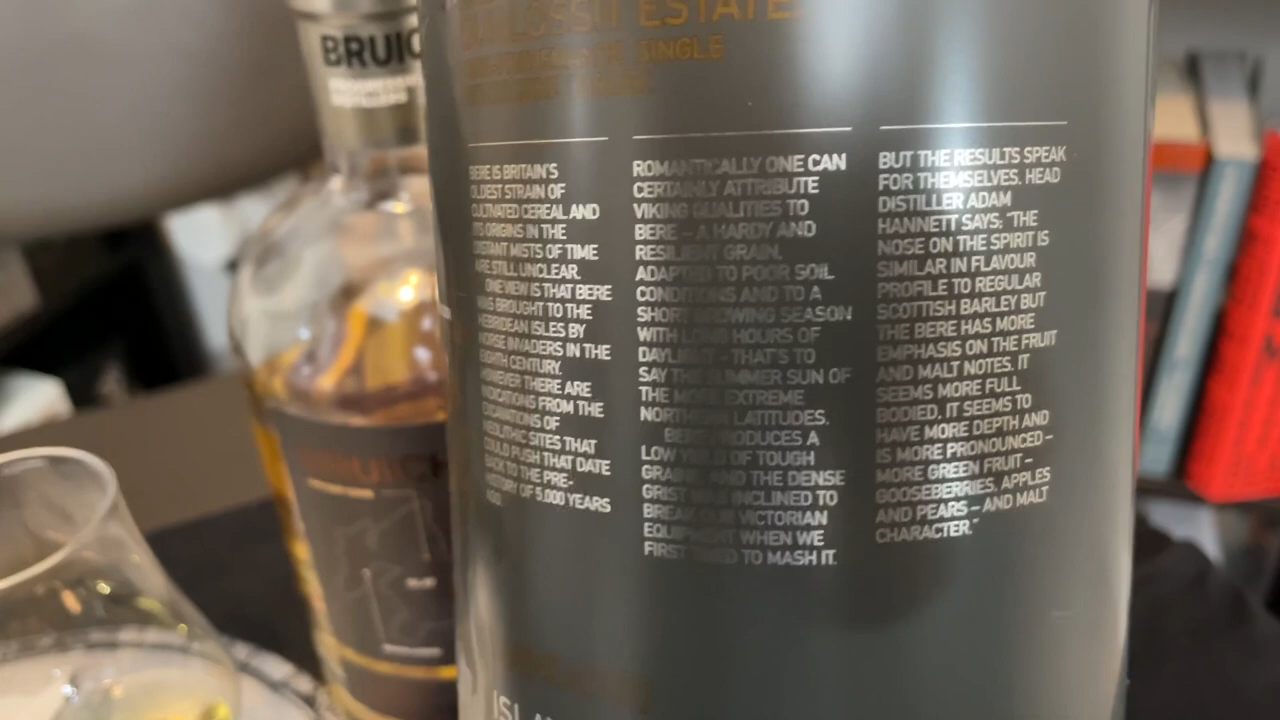 BRUIC
ESTATE
SINGLE
BERE IS BRITAIN'S
OLDEST STRAIN OF
CULTIVATED CEREAL AND
ITS ORIGINS IN THE
DISTANT MISTS OF TIME
ARE STILL UNCLEAR.
ONE VIEW IS THAT BERE
WAS BROUGHT TO THE
HEBRIDEAN ISLES BY
NORSE INVADERS IN THE
EIGHTH CENTURY.
HOWEVER THERE ARE
INDICATIONS FROM THE
EXCAVATIONS OF
NEOLITHIC SITES THAT
COULD PUSH THAT DATE
BACK TO THE PRE-
HISTORY OF 5,000 YEARS
AGO
ROMANTICALLY ONE CAN
CERTAINLY ATTRIBUTE
VIKING QUALITIES TO
BERE – A HARDY AND
RESILIENT GRAIN,
ADAPTED TO POOR SOIL
CONDITIONS AND TO A
SHORT GROWING SEASON
WITH LONG HOURS OF
DAYLIGHT – THAT'S TO
SAY THE SUMMER SUN OF
THE MORE EXTREME
NORTHERN LATITUDES.
BERE PRODUCES A
LOW YIELD OF TOUGH
GRAINS AND THE DENSE
GRIST WAS INCLINED TO
BREAK OUR VICTORIAN
EQUIPMENT WHEN WE
FIRST TRIED TO MASH IT.
BUT THE RESULTS SPEAK
FOR THEMSELVES. HEAD
DISTILLER ADAM
HANNETT SAYS; "THE
NOSE ON THE SPIRIT IS
SIMILAR IN FLAVOUR
PROFILE TO REGULAR
SCOTTISH BARLEY BUT
THE BERE HAS MORE
EMPHASIS ON THE FRUIT
AND MALT NOTES. IT
SEEMS MORE FULL
BODIED. IT SEEMS TO
HAVE MORE DEPTH AND
IS MORE PRONOUNCED –
MORE GREEN FRUIT –
GOOSEBERRIES, APPLES
AND PEARS – AND MALT
CHARACTER."